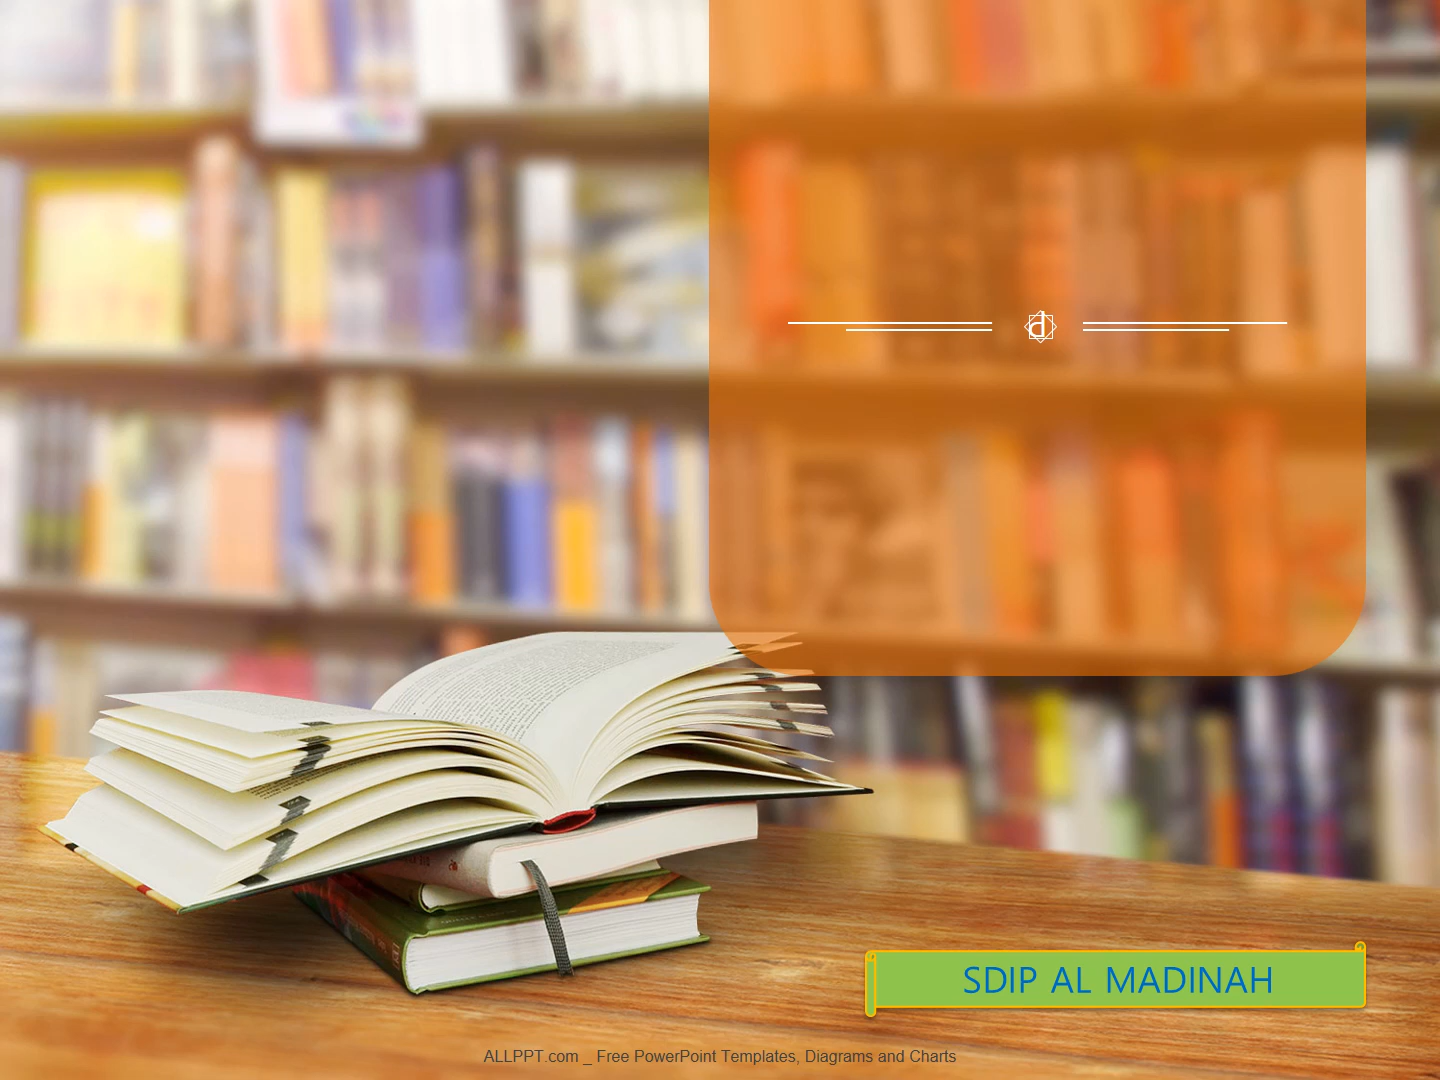 d
SDIP AL MADINAH
ALLPPT.com _ Free PowerPoint Templates, Diagrams and Charts